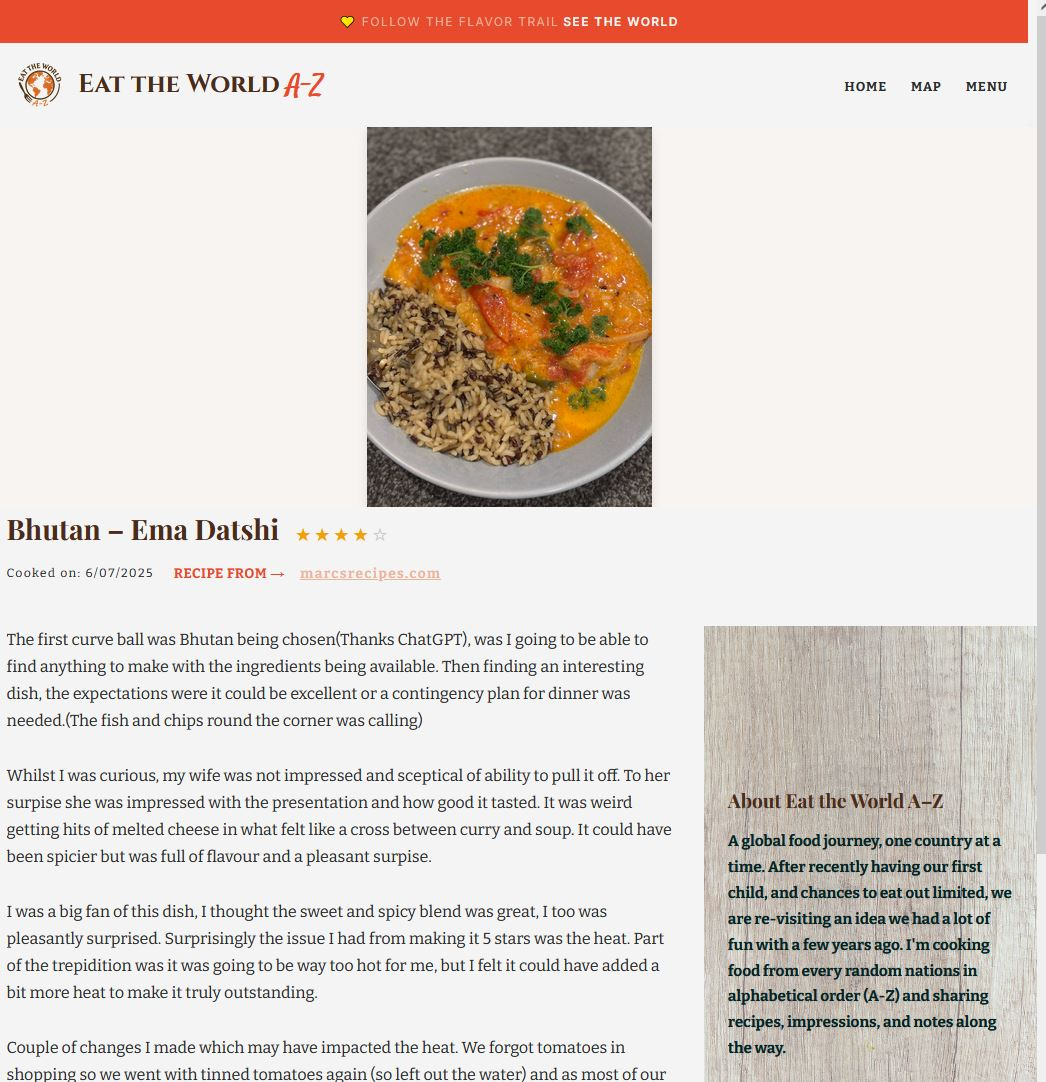 FOLLOW THE FLAVOR TRAIL SEE THE WORLD
EAT THE WORLD
A-Z
EAT THE WORLD A-Z
HOME MAP MENU
Bhutan – Ema Datshi ★★★★☆
Cooked on: 6/07/2025 RECIPE FROM → marcsrecipes.com
The first curve ball was Bhutan being chosen(Thanks ChatGPT), was I going to be able to
find anything to make with the ingredients being available. Then finding an interesting
dish, the expectations were it could be excellent or a contingency plan for dinner was
needed.(The fish and chips round the corner was calling)
Whilst I was curious, my wife was not impressed and sceptical of ability to pull it off. To her
surprise she was impressed with the presentation and how good it tasted. It was weird
getting hits of melted cheese in what felt like a cross between curry and soup. It could have
been spicier but was full of flavour and a pleasant surpise.
I was a big fan of this dish, I thought the sweet and spicy blend was great, I too was
pleasantly surprised. Surprisingly the issue I had from making it 5 stars was the heat. Part
of the trepidition was it was going to be way too hot for me, but I felt it could have added a
bit more heat to make it truly outstanding.
Couple of changes I made which may have impacted the heat. We forgot tomatoes in
shopping so we went with tinned tomatoes again (so left out the water) and as most of our
About Eat the World A–Z
A global food journey, one country at a
time. After recently having our first
child, and chances to eat out limited, we
are re-visiting an idea we had a lot of
fun with a few years ago. I'm cooking
food from every random nations in
alphabetical order (A-Z) and sharing
recipes, impressions, and notes along
the way.